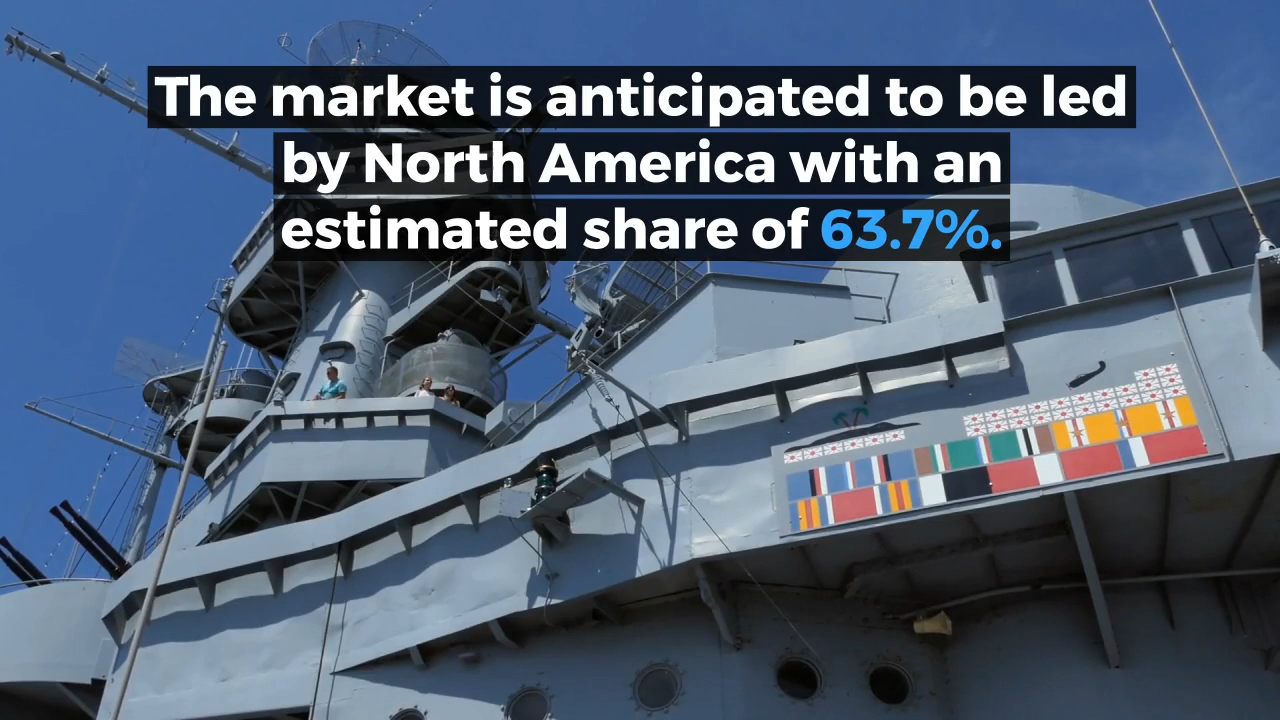 The market is anticipated to be led
by North America with an
estimated share of 63.7%.